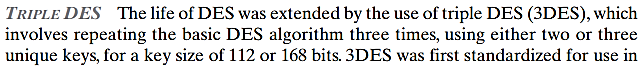 TRIPLE DES The life of DES was extended by the use of triple DES (3DES), which
involves repeating the basic DES algorithm three times, using either two or three
unique keys, for a key size of 112 or 168 bits. 3DES was first standardized for use in